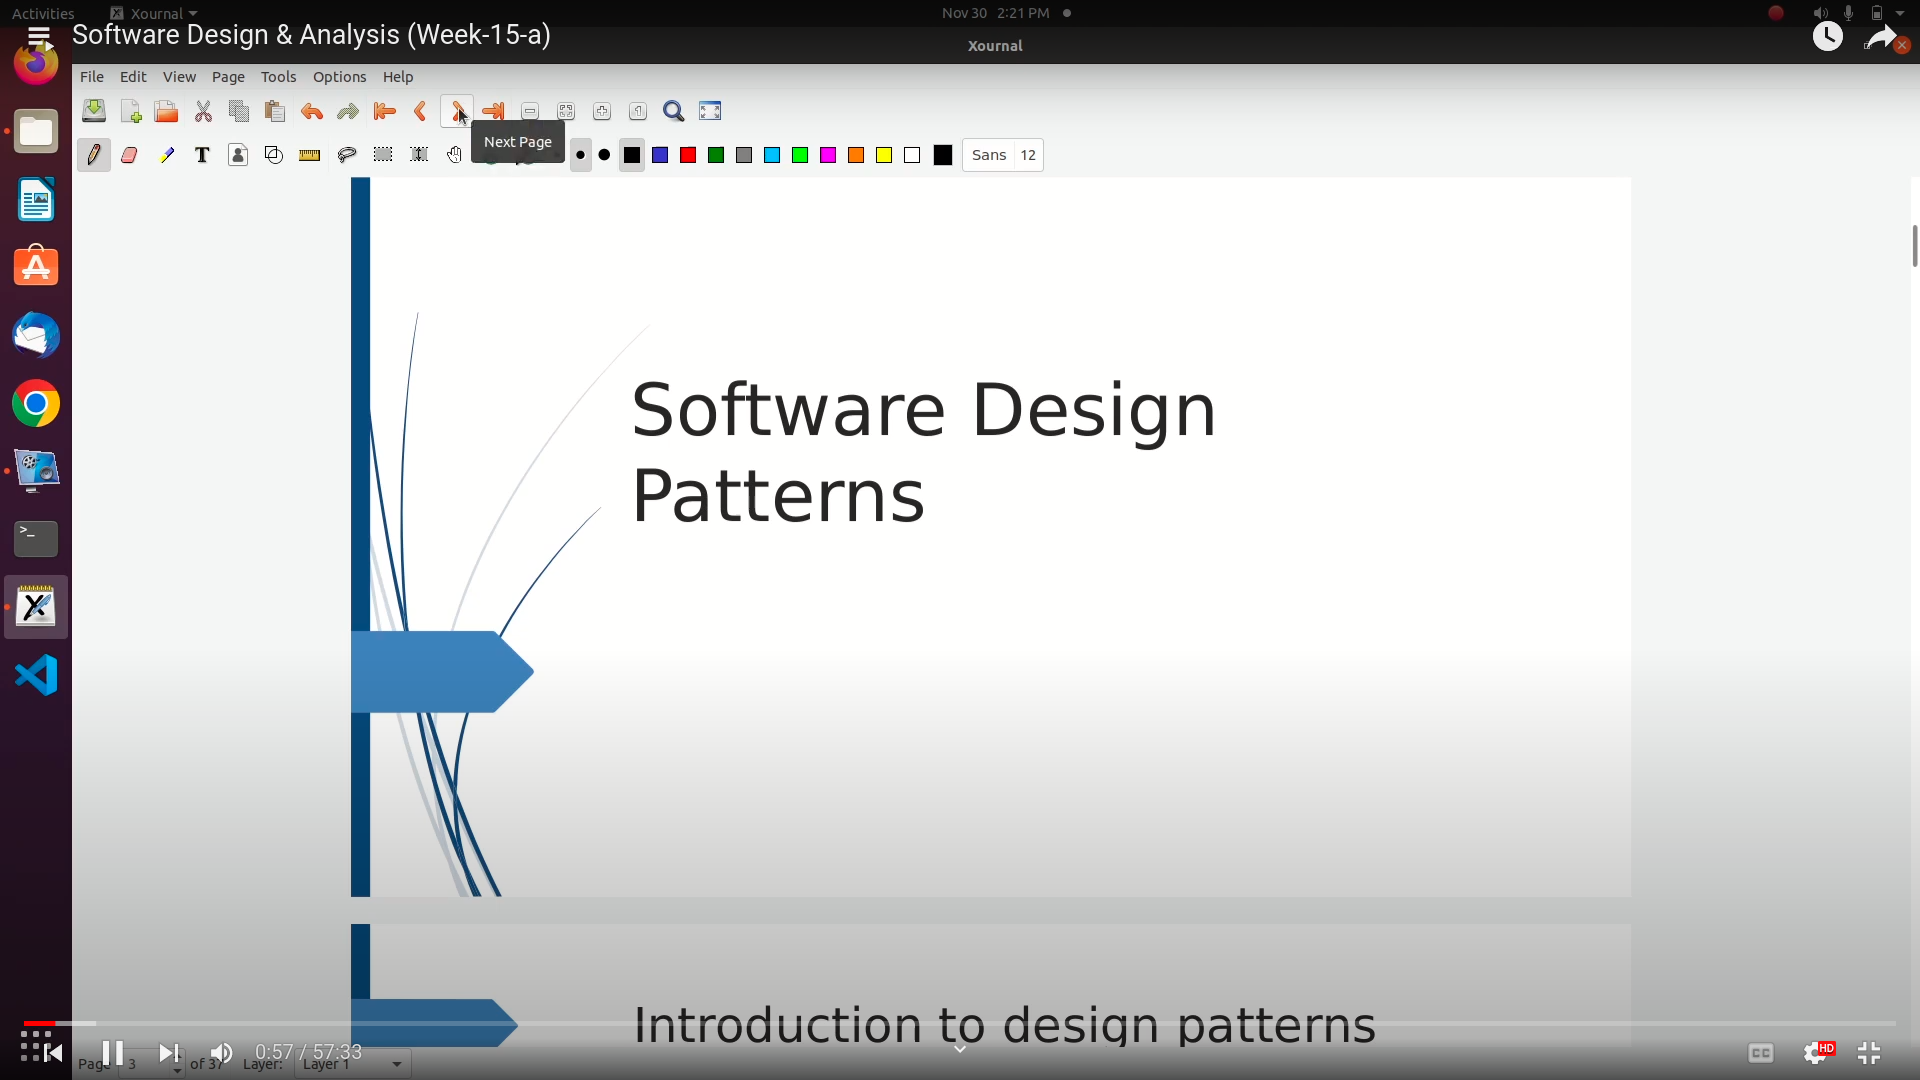 Activities Xournal Nov 30 2:21 PM
Software Design & Analysis (Week-15-a)
Xournal
File Edit View Page Tools Options Help
Next Page
Sans 12
Software Design
Patterns
Introduction to design patterns
0:57 / 57:33
CC HD
Page 3 of 37 Layer: Layer 1